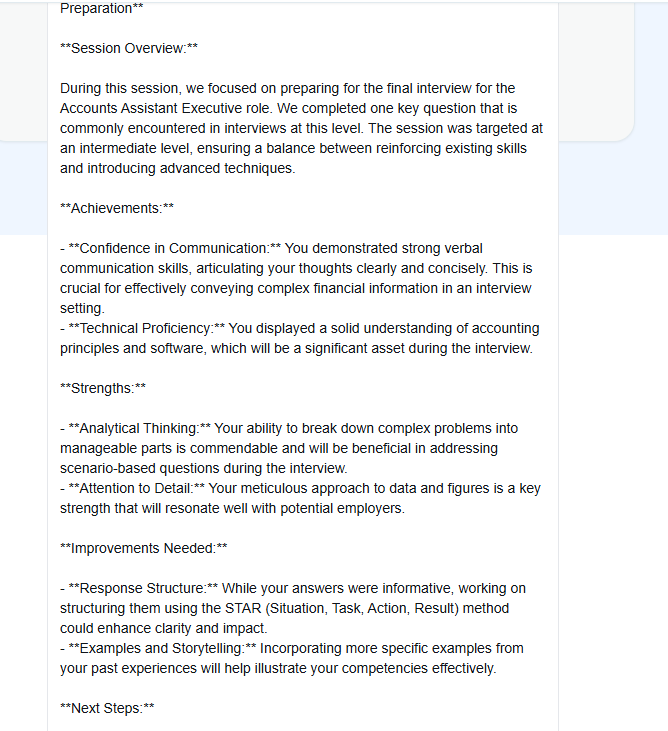 Preparation**
**Session Overview:**
During this session, we focused on preparing for the final interview for the
Accounts Assistant Executive role. We completed one key question that is
commonly encountered in interviews at this level. The session was targeted at
an intermediate level, ensuring a balance between reinforcing existing skills
and introducing advanced techniques.
**Achievements:**
- **Confidence in Communication:** You demonstrated strong verbal
communication skills, articulating your thoughts clearly and concisely. This is
crucial for effectively conveying complex financial information in an interview
setting.
- **Technical Proficiency:** You displayed a solid understanding of accounting
principles and software, which will be a significant asset during the interview.
**Strengths:**
- **Analytical Thinking:** Your ability to break down complex problems into
manageable parts is commendable and will be beneficial in addressing
scenario-based questions during the interview.
- **Attention to Detail:** Your meticulous approach to data and figures is a key
strength that will resonate well with potential employers.
**Improvements Needed:**
- **Response Structure:** While your answers were informative, working on
structuring them using the STAR (Situation, Task, Action, Result) method
could enhance clarity and impact.
- **Examples and Storytelling:** Incorporating more specific examples from
your past experiences will help illustrate your competencies effectively.
**Next Steps:**